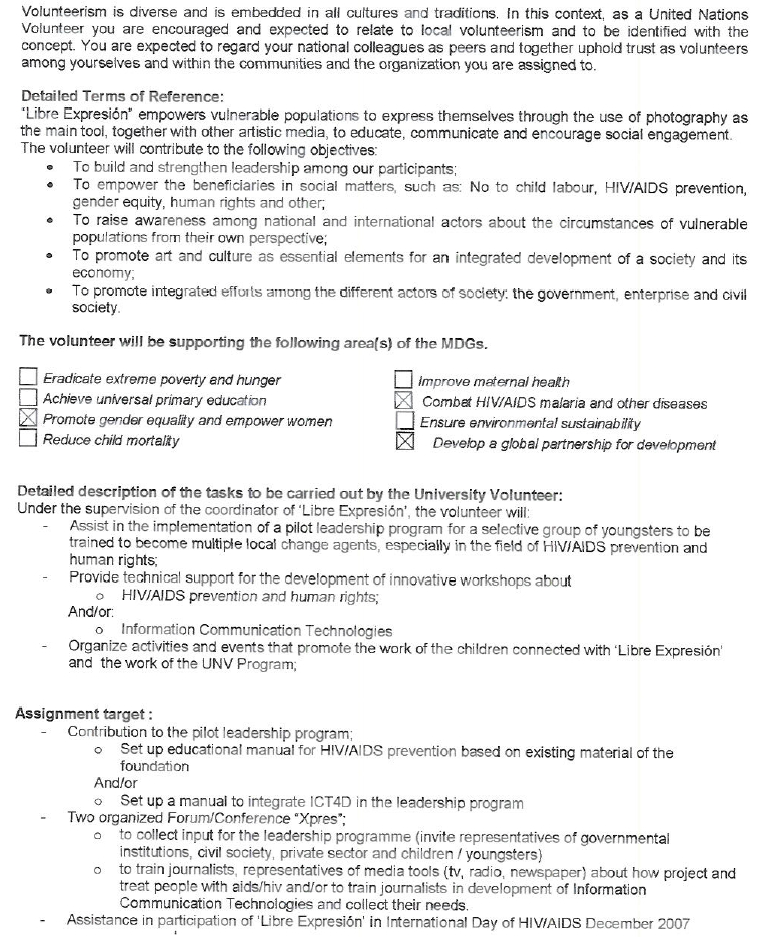 Volunteerism is diverse and is embedded in all cultures and traditions. In this context, as a United Nations
Volunteer you are encouraged and expected to relate to local volunteerism and to be identified with the
concept. You are expected to regard your national colleagues as peers and together uphold trust as volunteers
among yourselves and within the communities and the organization you are assigned to.
Detailed Terms of Reference:
"Libre Expresión" empowers vulnerable populations to express themselves through the use of photography as
the main tool, together with other artistic media, to educate, communicate and encourage social engagement.
The volunteer will contribute to the following objectives:
• To build and strengthen leadership among our participants;
• To empower the beneficiaries in social matters, such as: No to child labour, HIV/AIDS prevention,
gender equity, human rights and other;
• To raise awareness among national and international actors about the circumstances of vulnerable
populations from their own perspective;
• To promote art and culture as essential elements for an integrated development of a society and its
economy;
• To promote integrated efforts among the different actors of society: the government, enterprise and civil
society.
The volunteer will be supporting the following area(s) of the MDGs.
☐ Eradicate extreme poverty and hunger
☐ Achieve universal primary education
☒ Promote gender equality and empower women
☐ Reduce child mortality
☐ Improve maternal health
☒ Combat HIV/AIDS malaria and other diseases
☐ Ensure environmental sustainability
☒ Develop a global partnership for development
Detailed description of the tasks to be carried out by the University Volunteer:
Under the supervision of the coordinator of 'Libre Expresión', the volunteer will:
- Assist in the implementation of a pilot leadership program for a selective group of youngsters to be
trained to become multiple local change agents, especially in the field of HIV/AIDS prevention and
human rights;
- Provide technical support for the development of innovative workshops about
o HIV/AIDS prevention and human rights;
And/or:
o Information Communication Technologies
- Organize activities and events that promote the work of the children connected with 'Libre Expresión'
and the work of the UNV Program;
Assignment target :
- Contribution to the pilot leadership program;
o Set up educational manual for HIV/AIDS prevention based on existing material of the
foundation
And/or
o Set up a manual to integrate ICT4D in the leadership program
- Two organized Forum/Conference "Xpres";
o to collect input for the leadership programme (invite representatives of governmental
institutions, civil society, private sector and children / youngsters)
o to train journalists, representatives of media tools (tv, radio, newspaper) about how project and
treat people with aids/hiv and/or to train journalists in development of Information
Communication Technologies and collect their needs.
- Assistance in participation of 'Libre Expresión' in International Day of HIV/AIDS December 2007